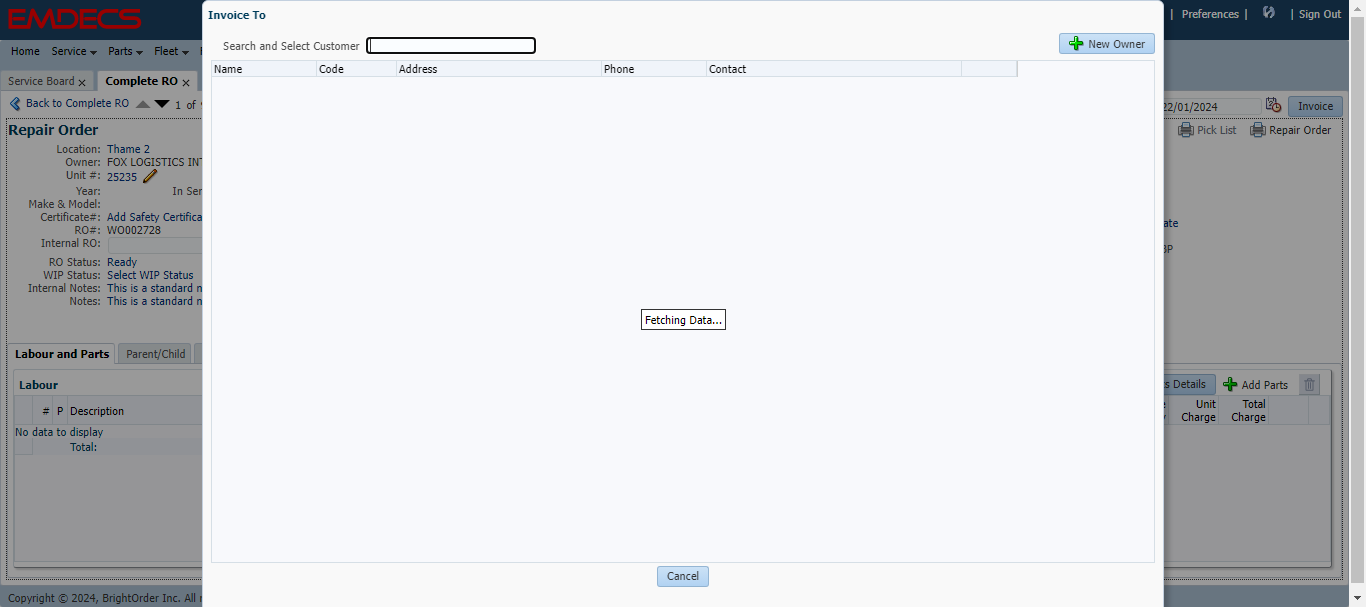 EMDECS
Invoice To
| Preferences | | Sign Out
Search and Select Customer
New Owner
Home Service Parts Fleet
Name Code Address Phone Contact
Service Board x Complete RO x
Back to Complete RO 1 of
22/01/2024 Invoice
Repair Order
Pick List Repair Order
Location: Thame 2
Owner: FOX LOGISTICS INT
Unit #: 25235
Year: In Ser
Make & Model:
Certificate#: Add Safety Certifica
RO#: WO002728
ate
Internal RO:
BP
RO Status: Ready
WIP Status: Select WIP Status
Internal Notes: This is a standard n
Notes: This is a standard n
Fetching Data...
Labour and Parts Parent/Child
Labour
s Details Add Parts
# P Description
Unit Charge Total Charge
No data to display
Total:
Cancel
Copyright © 2024, BrightOrder Inc. All